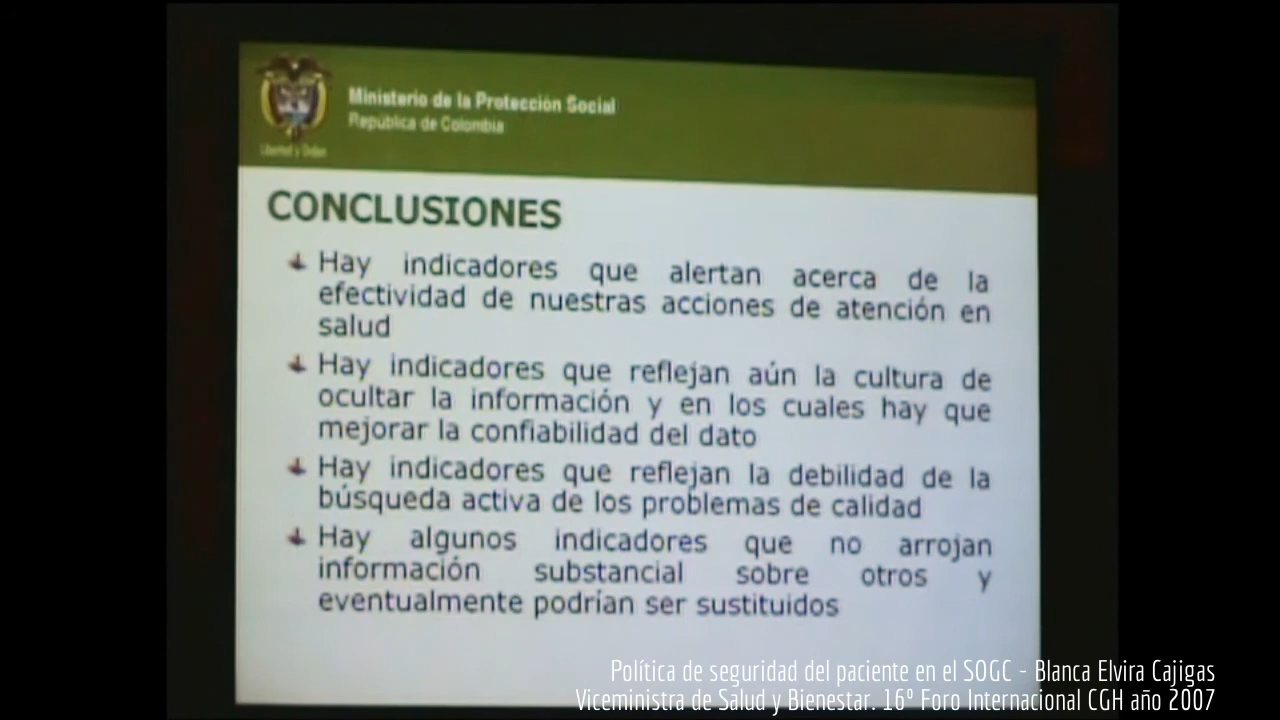 Ministerio de la Protección Social
República de Colombia
Libertad y Orden
CONCLUSIONES
Hay indicadores que alertan acerca de la
efectividad de nuestras acciones de atención en
salud
Hay indicadores que reflejan aún la cultura de
ocultar la información y en los cuales hay que
mejorar la confiabilidad del dato
Hay indicadores que reflejan la debilidad de la
búsqueda activa de los problemas de calidad
Hay algunos indicadores que no arrojan
información substancial sobre otros y
eventualmente podrían ser sustituidos
Política de seguridad del paciente en el SOGC - Blanca Elvira Cajigas
Viceministra de Salud y Bienestar. 16º Foro Internacional CGH año 2007